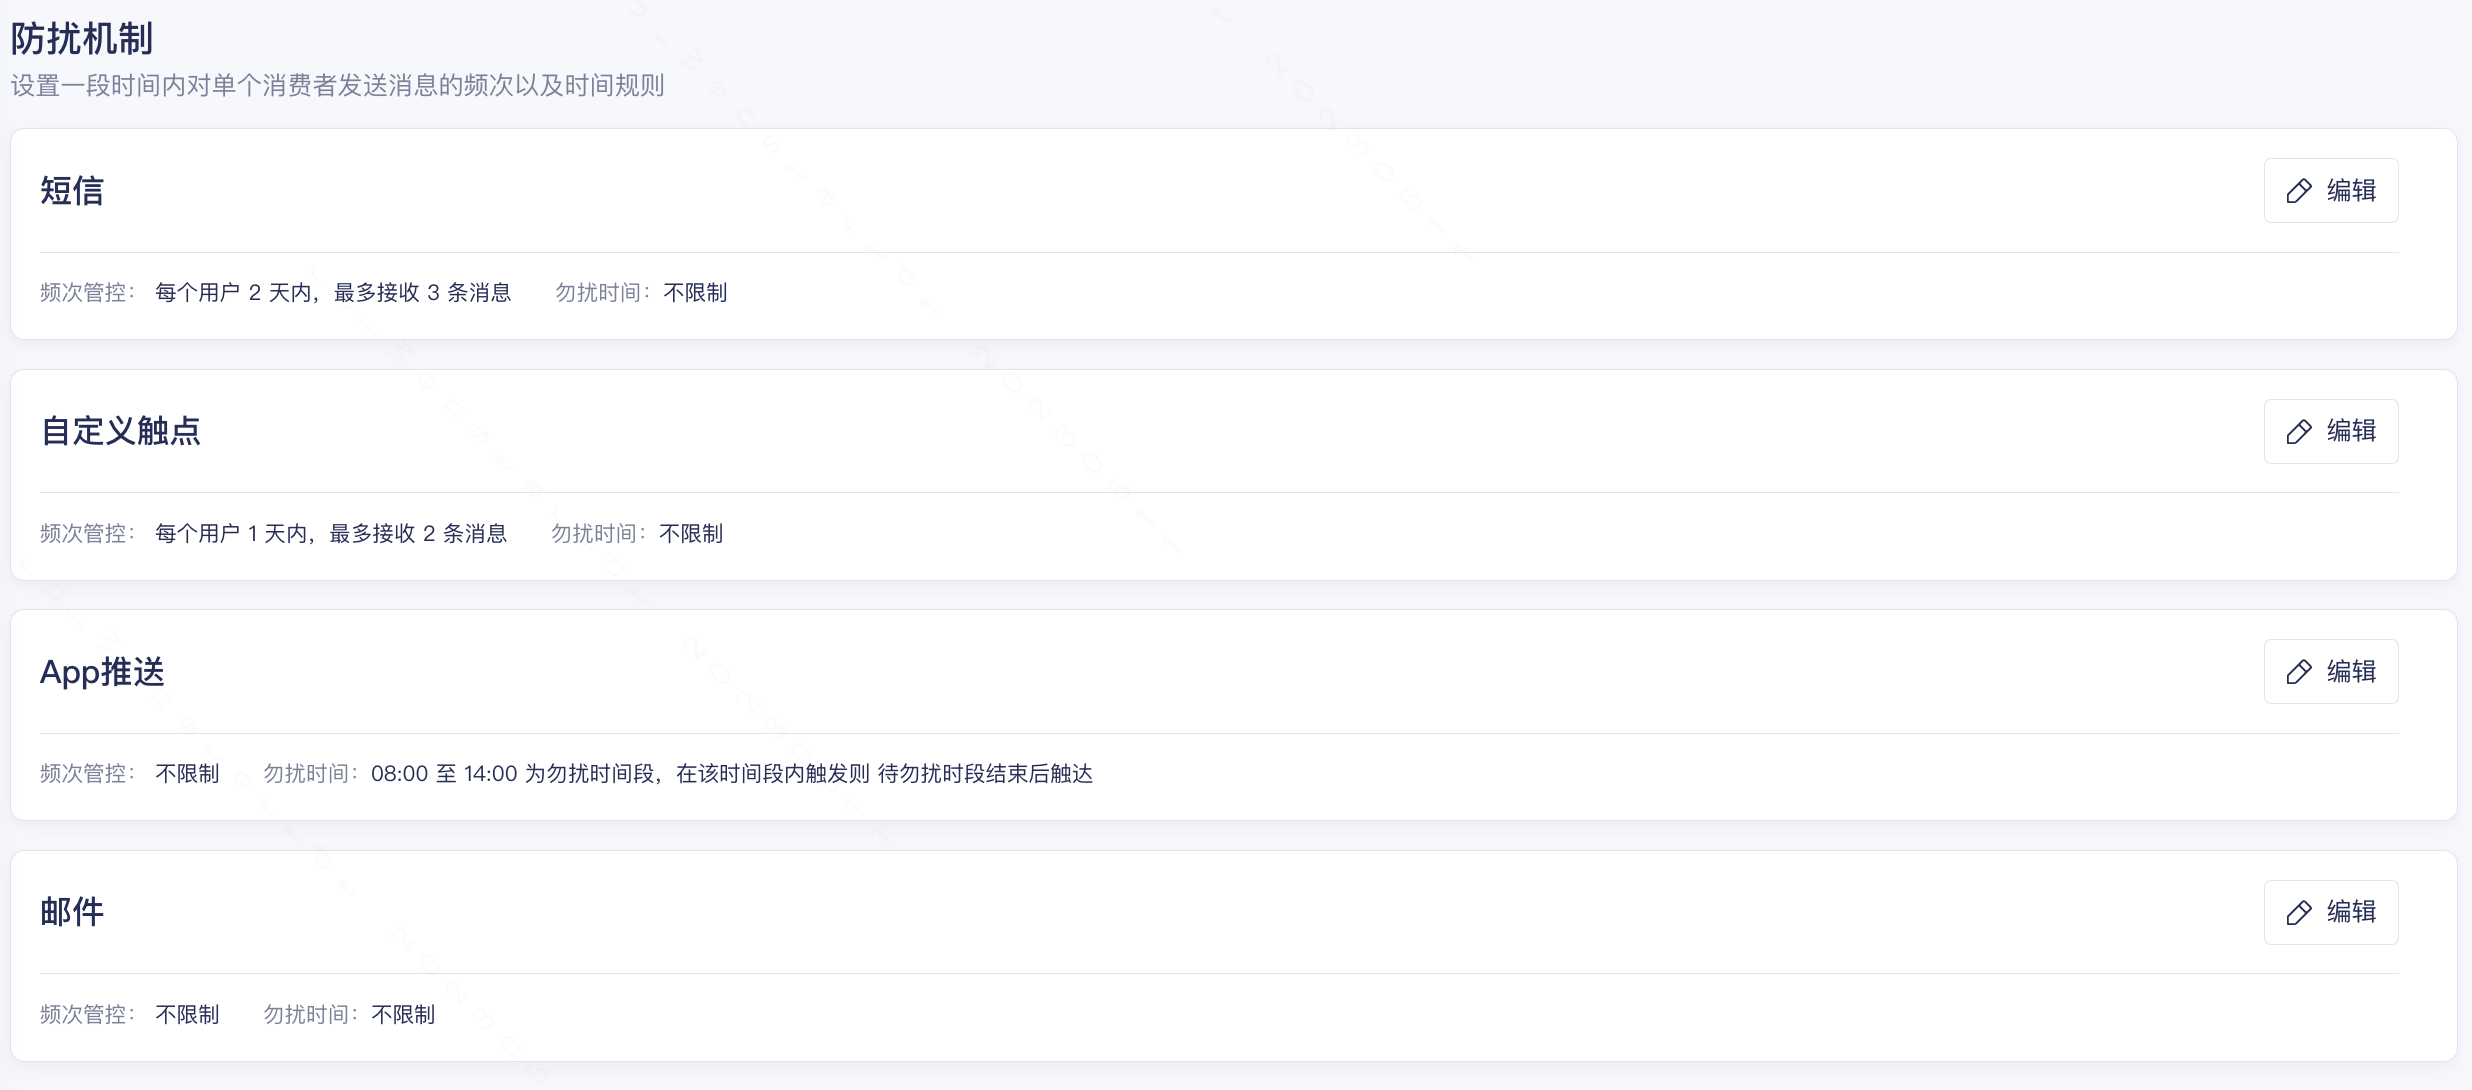 防扰机制
设置一段时间内对单个消费者发送消息的频次以及时间规则
短信
编辑
频次管控： 每个用户 2 天内，最多接收 3 条消息 勿扰时间：不限制
自定义触点
编辑
频次管控： 每个用户 1 天内，最多接收 2 条消息 勿扰时间：不限制
App推送
编辑
频次管控： 不限制 勿扰时间：08:00 至 14:00 为勿扰时间段，在该时间段内触发则 待勿扰时段结束后触达
邮件
编辑
频次管控： 不限制 勿扰时间：不限制